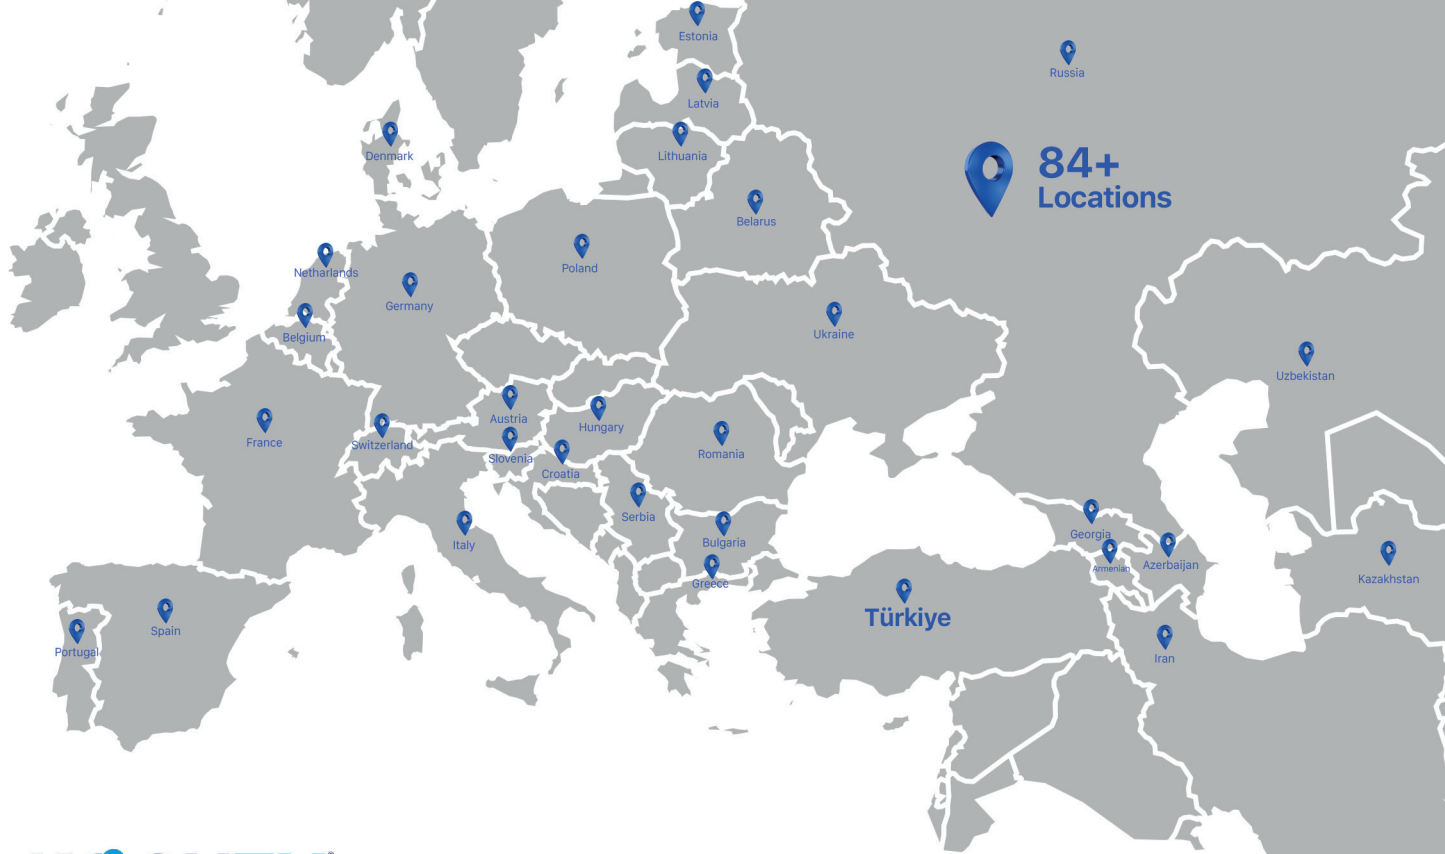 Estonia
Russia
Latvia
84+
Locations
Denmark
Lithuania
Belarus
Netharlands
Poland
Germany
Belgium
Ukraine
Uzbekistan
Austria
Hungary
France
Switzerland
Slovenia
Romania
Croatia
Serbia
Georgia
Bulgaria
Italy
Armenian
Azerbaijan
Kazakhstan
Greece
Türkiye
Spain
Portugal
Iran